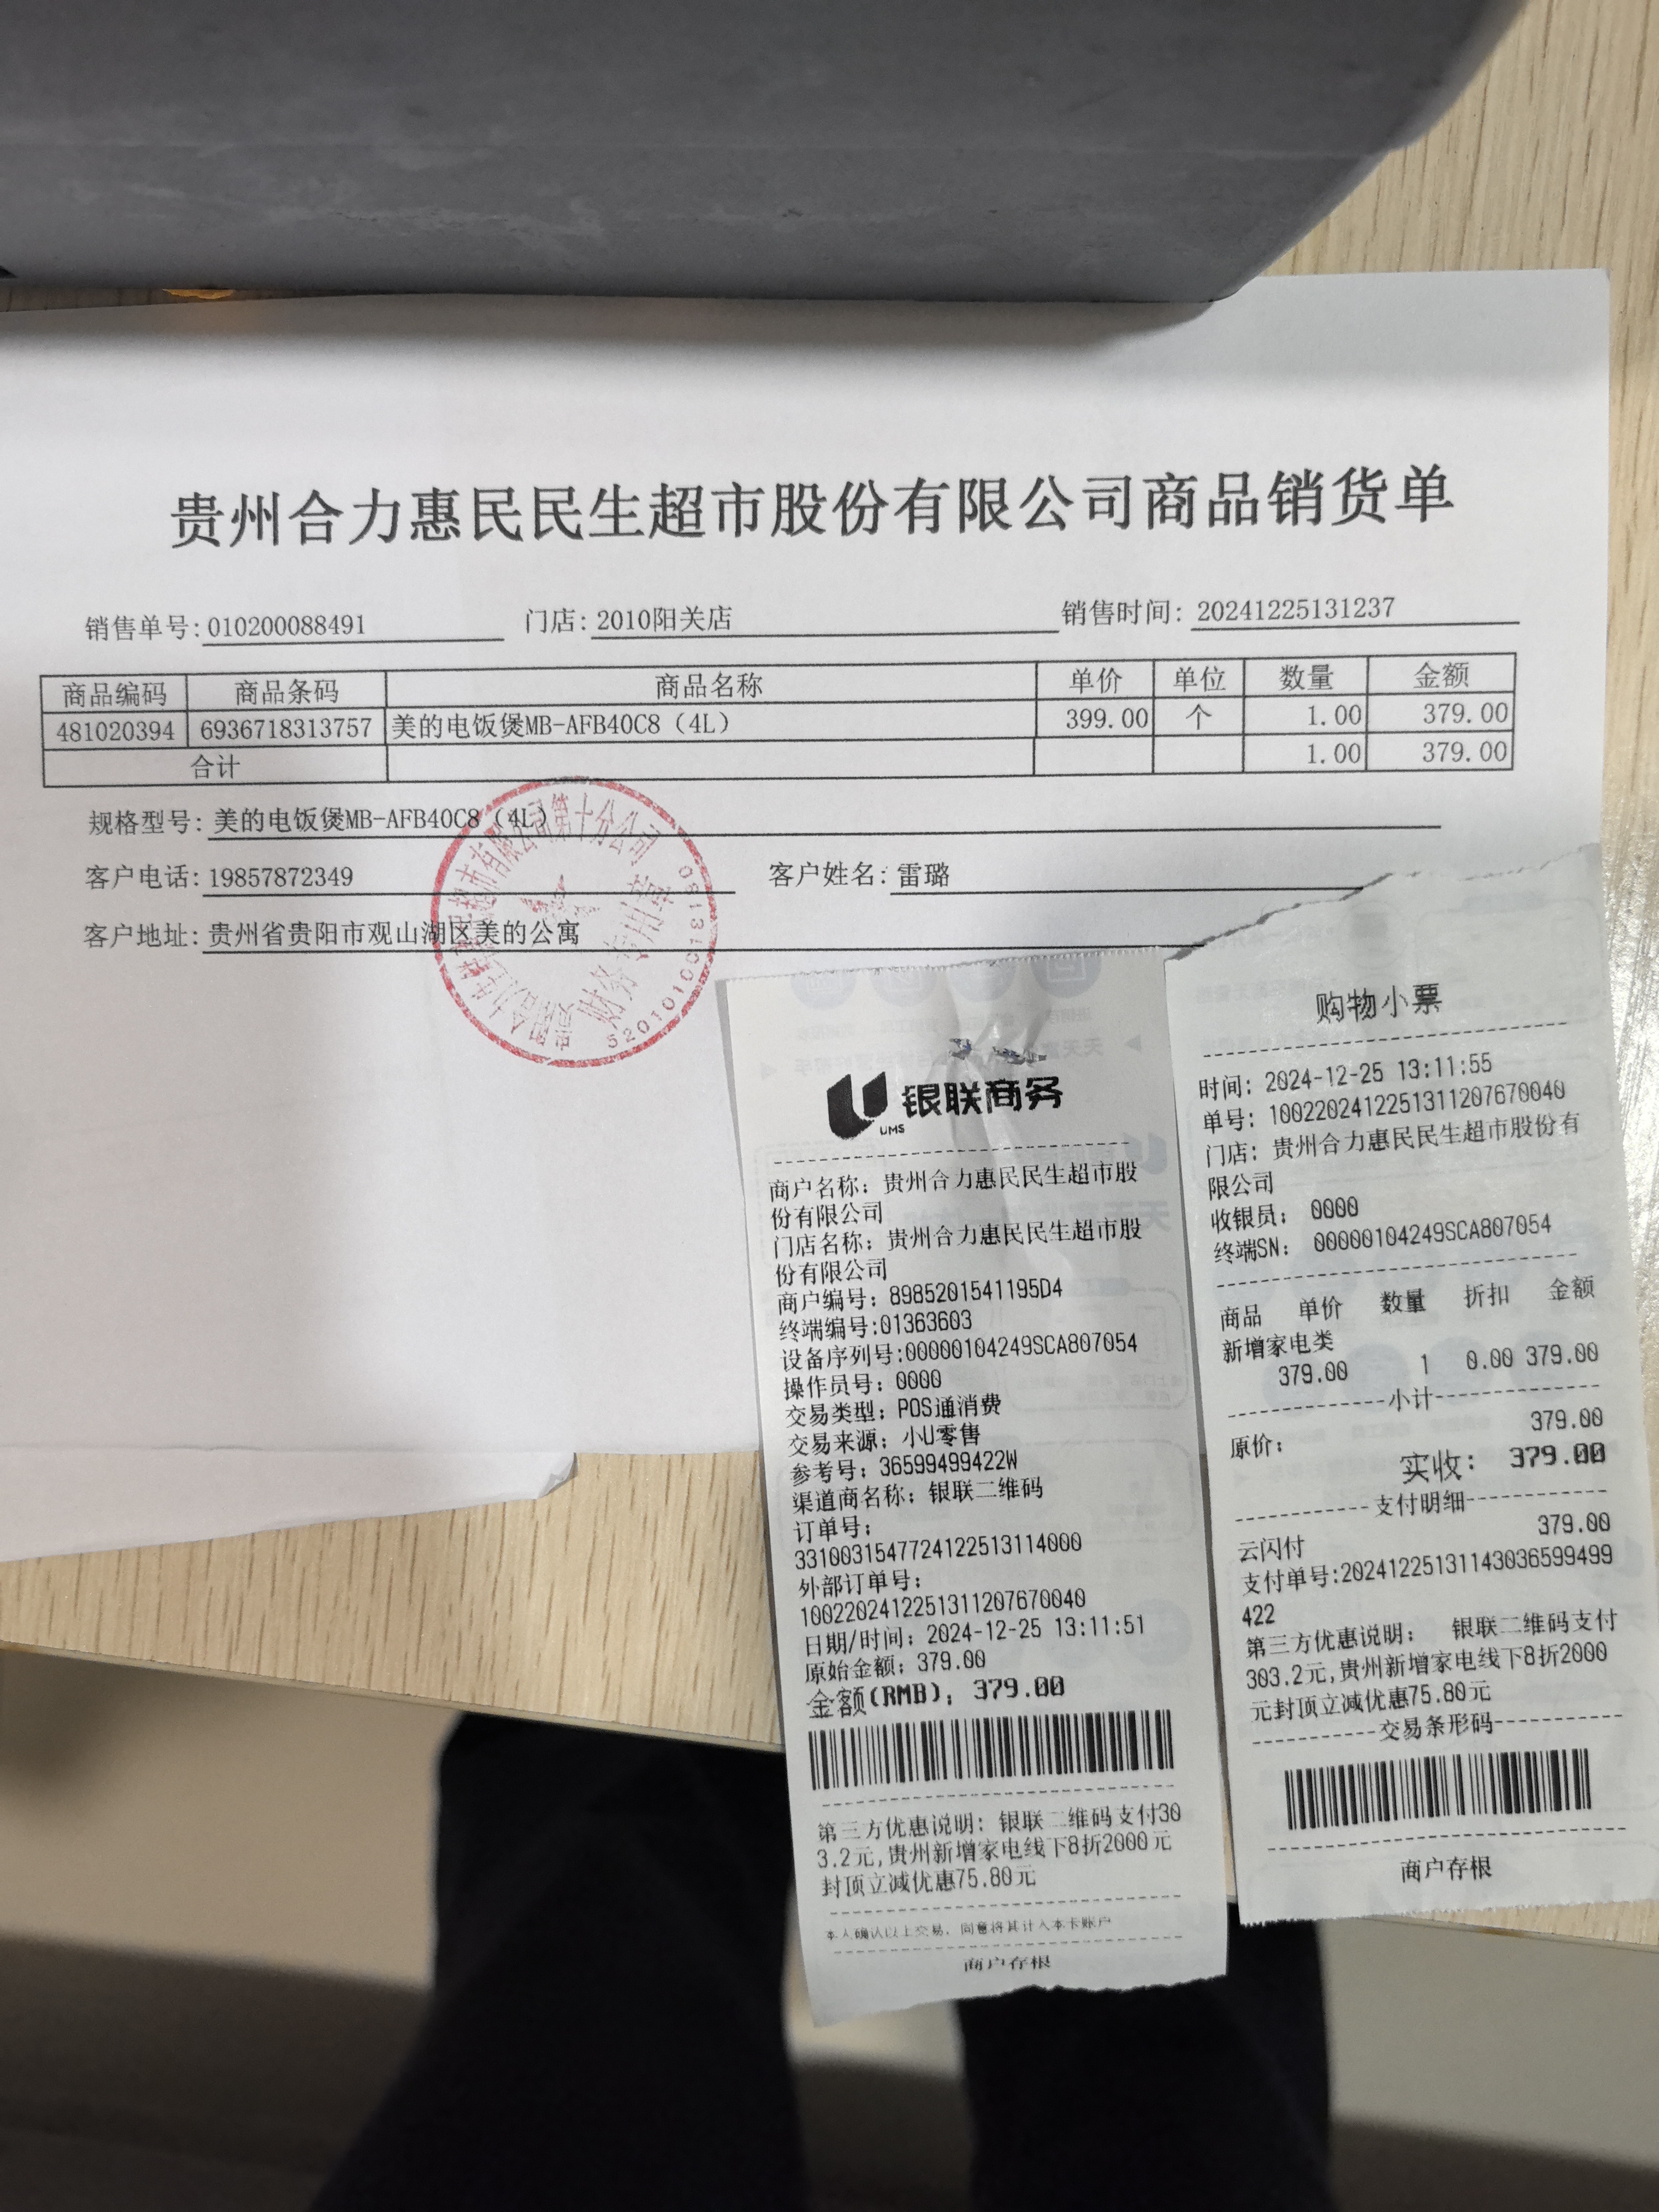 贵州合力惠民民生超市股份有限公司商品销货单
销售单号:010200088491 门店:2010阳关店 销售时间:20241225131237
商品编码 商品条码 商品名称 单价 单位 数量 金额
481020394 6936718313757 美的电饭煲MB-AFB40C8（4L） 399.00 个 1.00 379.00
合计 1.00 379.00
规格型号:美的电饭煲MB-AFB40C8（4L）
客户电话:19857872349 客户姓名:雷璐
客户地址:贵州省贵阳市观山湖区美的公寓
超市有限公司第十分公司
财务专用章
银联商务
UMS
商户名称：贵州合力惠民民生超市股
份有限公司
门店名称：贵州合力惠民民生超市股
份有限公司
商户编号：8985201541195D4
终端编号:01363603
设备序列号:00000104249SCA807054
操作员号：0000
交易类型：POS通消费
交易来源：小U零售
参考号：36599499422W
渠道商名称：银联二维码
订单号：
33100315477241225131140​00
外部订单号：
10022024122513112076700​40
日期/时间：2024-12-25 13:11:51
原始金额：379.00
金额(RMB)：379.00
第三方优惠说明：银联二维码支付30
3.2元,贵州新增家电线下8折2000元
封顶立减优惠75.80元
本人确认以上交易，同意将其计入本卡账户
商户存根
购物小票
时间：2024-12-25 13:11:55
单号：1002202412251311207670040
门店：贵州合力惠民民生超市股份有
限公司
收银员： 0000
终端SN： 00000104249SCA807054
商品 单价 数量 折扣 金额
新增家电类
379.00 1 0.00 379.00
小计
原价： 379.00
实收：379.00
支付明细
云闪付 379.00
支付单号:20241225131143036599499
422
第三方优惠说明： 银联二维码支付
303.2元,贵州新增家电线下8折2000
元封顶立减优惠75.80元
交易条形码
商户存根